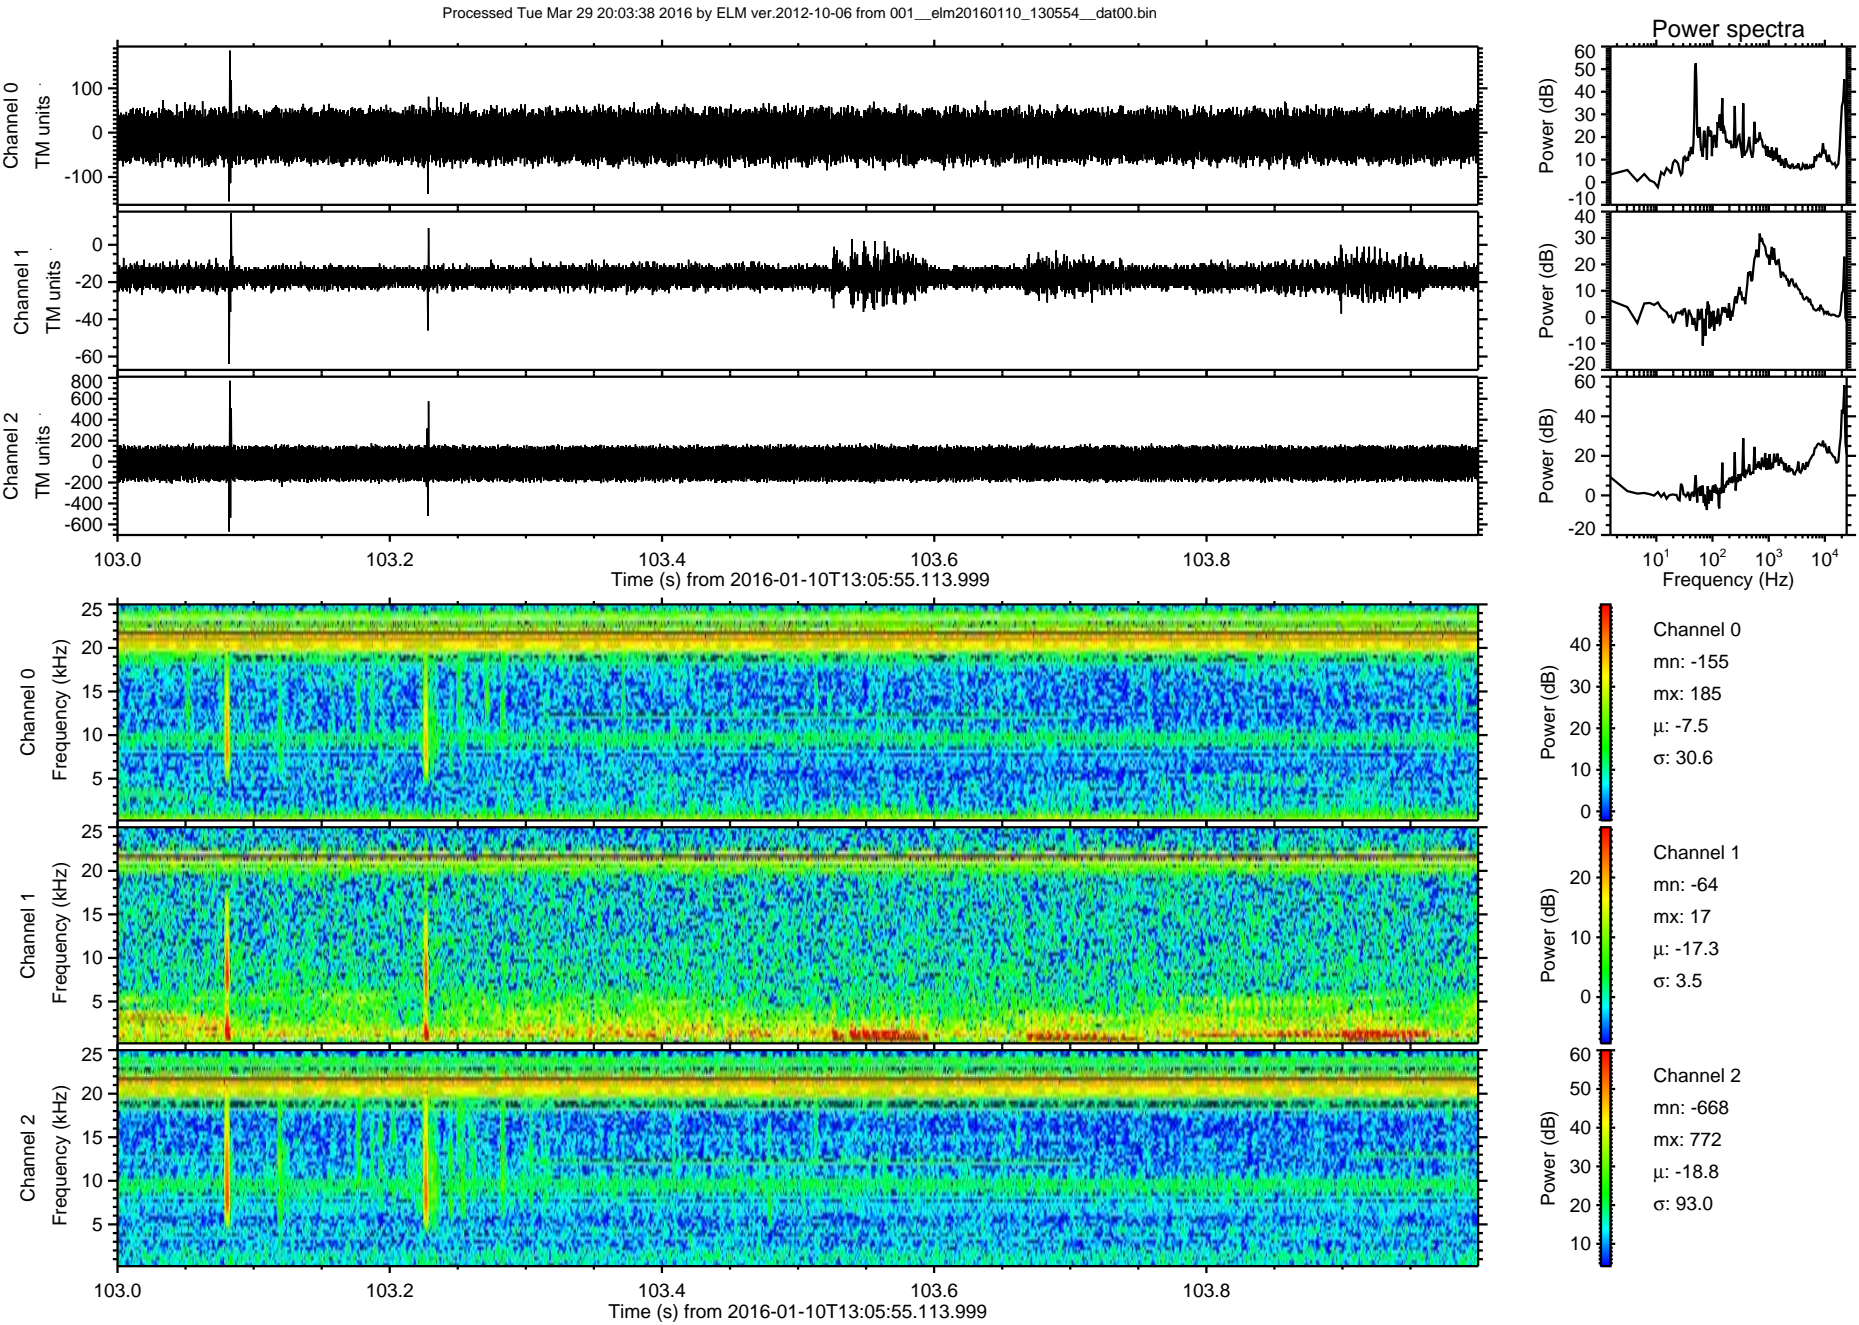 Processed Tue Mar 29 20:03:38 2016 by ELM ver.2012-10-06 from 001__elm20160110_130554__dat00.bin
Power spectra
Channel 0
TM units
100
0
-100
Power (dB)
60
50
40
30
20
10
0
-10
Channel 1
TM units
0
-20
-40
-60
Power (dB)
40
30
20
10
0
-10
-20
Channel 2
TM units
800
600
400
200
0
-200
-400
-600
Power (dB)
60
40
20
0
-20
103.0 103.2 103.4 103.6 103.8
Time (s) from 2016-01-10T13:05:55.113.999
10^1 10^2 10^3 10^4
Frequency (Hz)
Channel 0
Frequency (kHz)
25
20
15
10
5
Power (dB)
40
30
20
10
0
Channel 0
mn: -155
mx: 185
μ: -7.5
σ: 30.6
Channel 1
Frequency (kHz)
25
20
15
10
5
Power (dB)
20
10
0
Channel 1
mn: -64
mx: 17
μ: -17.3
σ: 3.5
Channel 2
Frequency (kHz)
25
20
15
10
5
Power (dB)
60
50
40
30
20
10
Channel 2
mn: -668
mx: 772
μ: -18.8
σ: 93.0
103.0 103.2 103.4 103.6 103.8
Time (s) from 2016-01-10T13:05:55.113.999